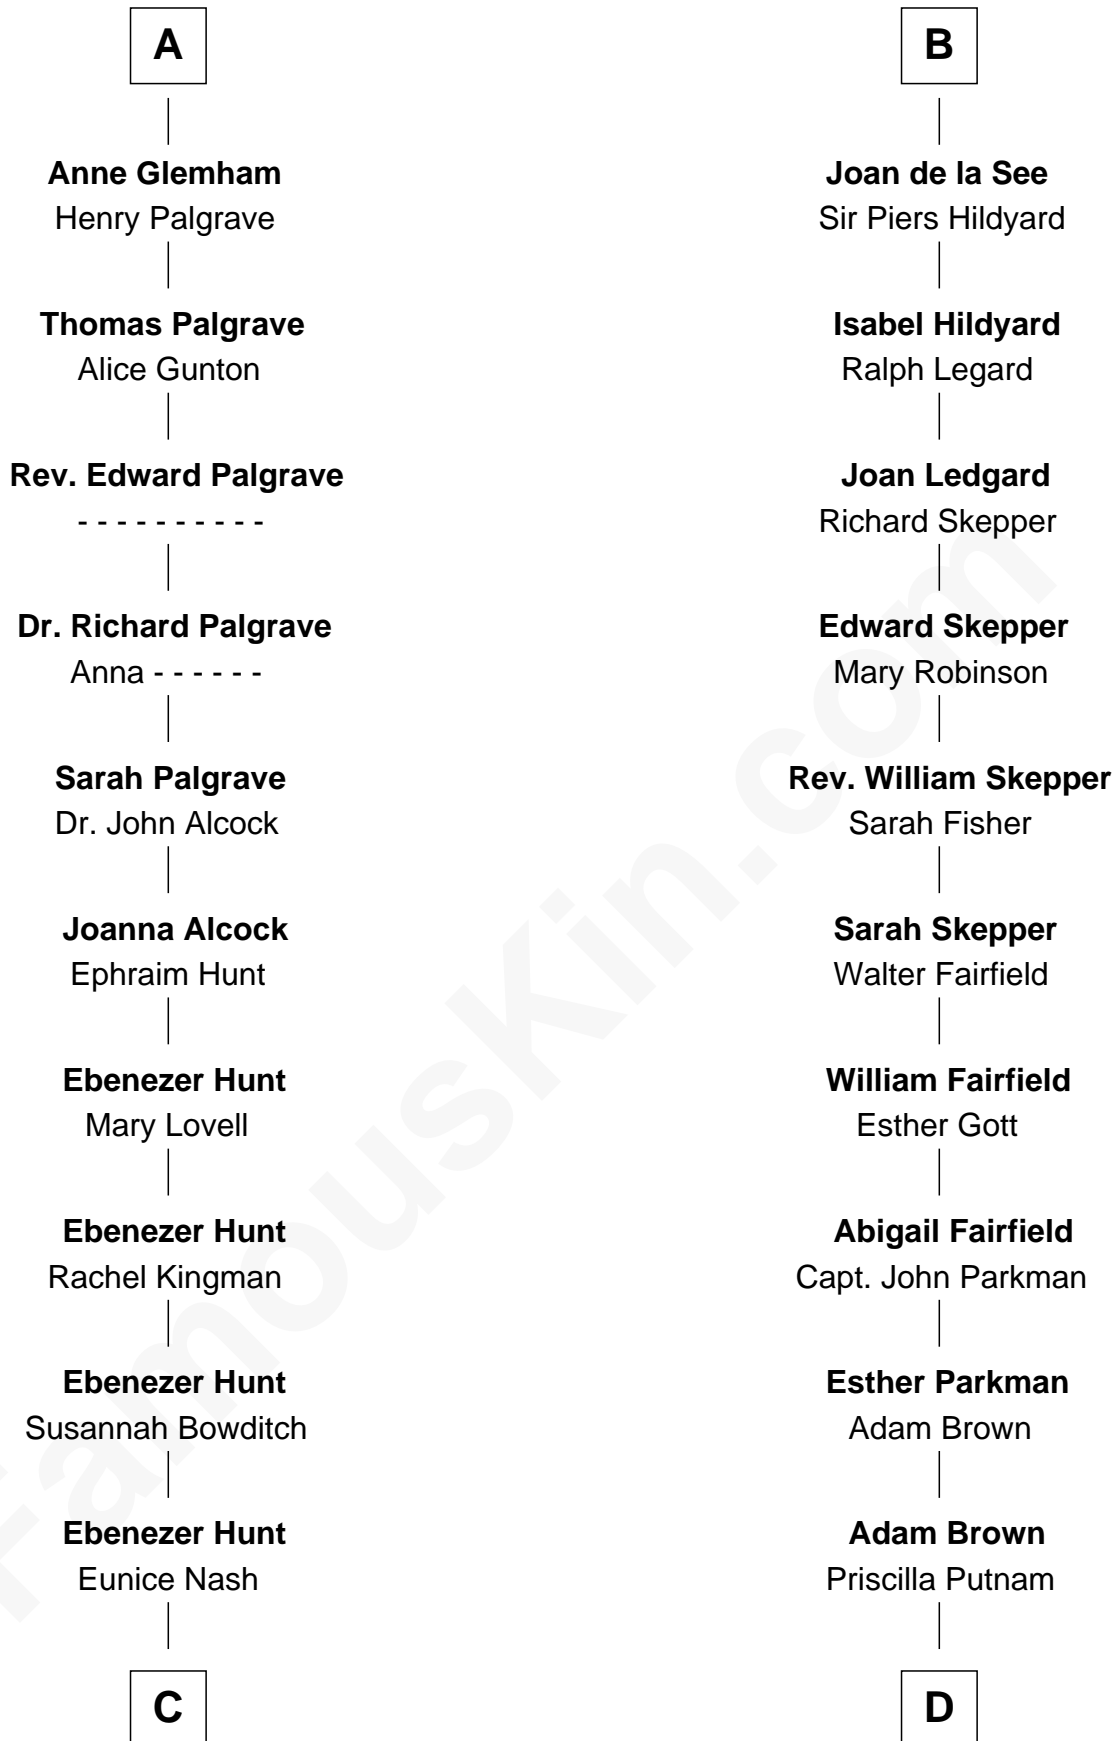 A
Anne Glemham
Henry Palgrave
Thomas Palgrave
Alice Gunton
Rev. Edward Palgrave
- - - - - - - - - -
Dr. Richard Palgrave
Anna - - - - - -
Sarah Palgrave
Dr. John Alcock
Joanna Alcock
Ephraim Hunt
Ebenezer Hunt
Mary Lovell
Ebenezer Hunt
Rachel Kingman
Ebenezer Hunt
Susannah Bowditch
Ebenezer Hunt
Eunice Nash
C
B
Joan de la See
Sir Piers Hildyard
Isabel Hildyard
Ralph Legard
Joan Ledgard
Richard Skepper
Edward Skepper
Mary Robinson
Rev. William Skepper
Sarah Fisher
Sarah Skepper
Walter Fairfield
William Fairfield
Esther Gott
Abigail Fairfield
Capt. John Parkman
Esther Parkman
Adam Brown
Adam Brown
Priscilla Putnam
D
FamousKin.com